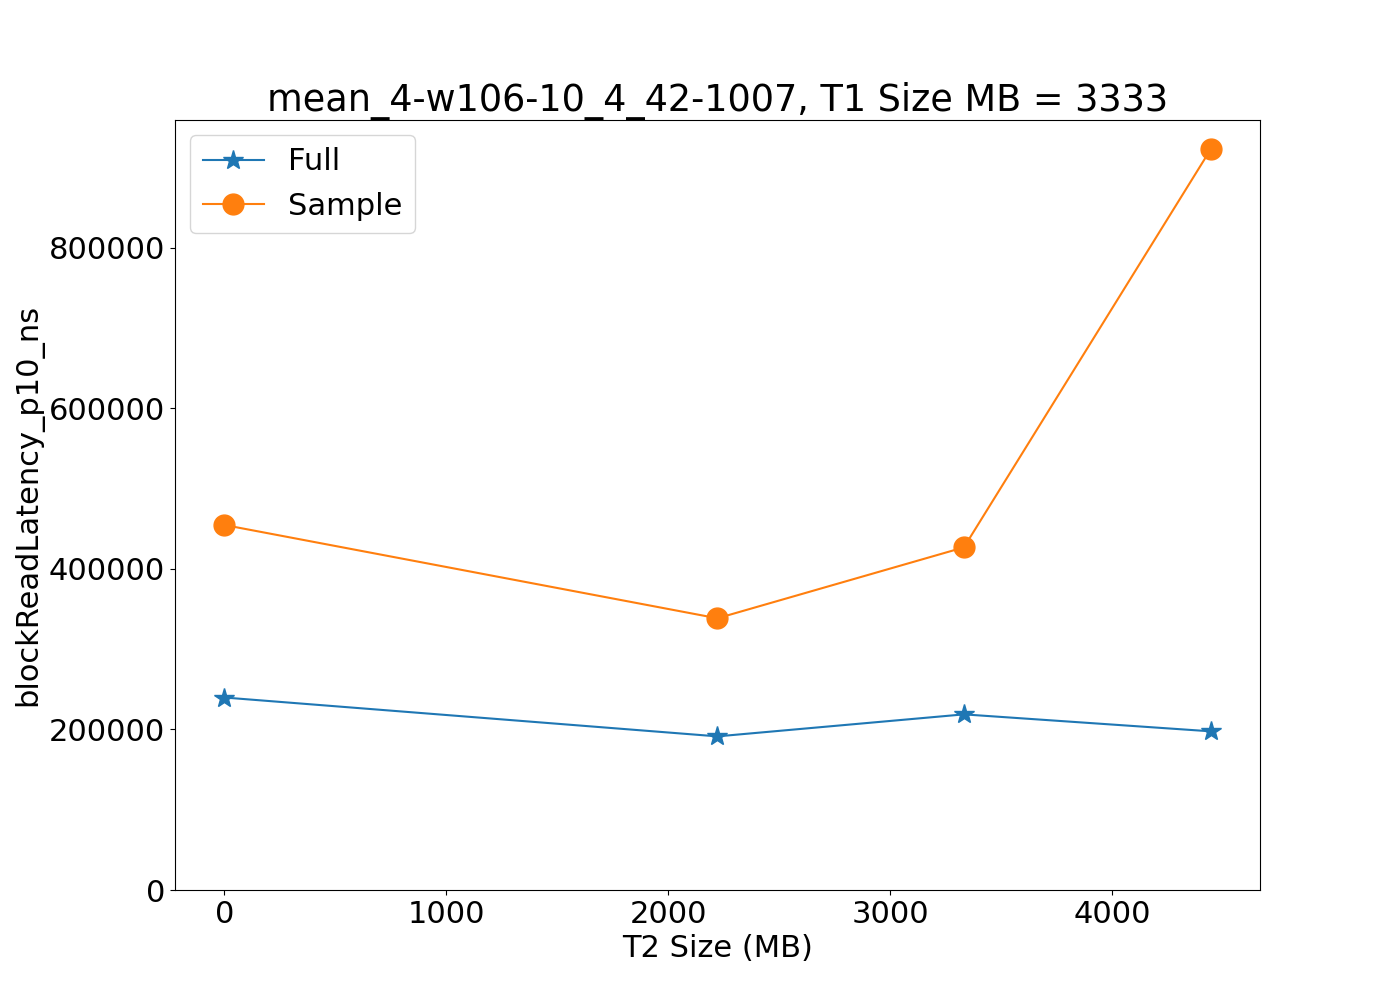 mean_4-w106-10_4_42-1007, T1 Size MB = 3333
Full
Sample
blockReadLatency_p10_ns
800000
600000
400000
200000
0
0 1000 2000 3000 4000
T2 Size (MB)